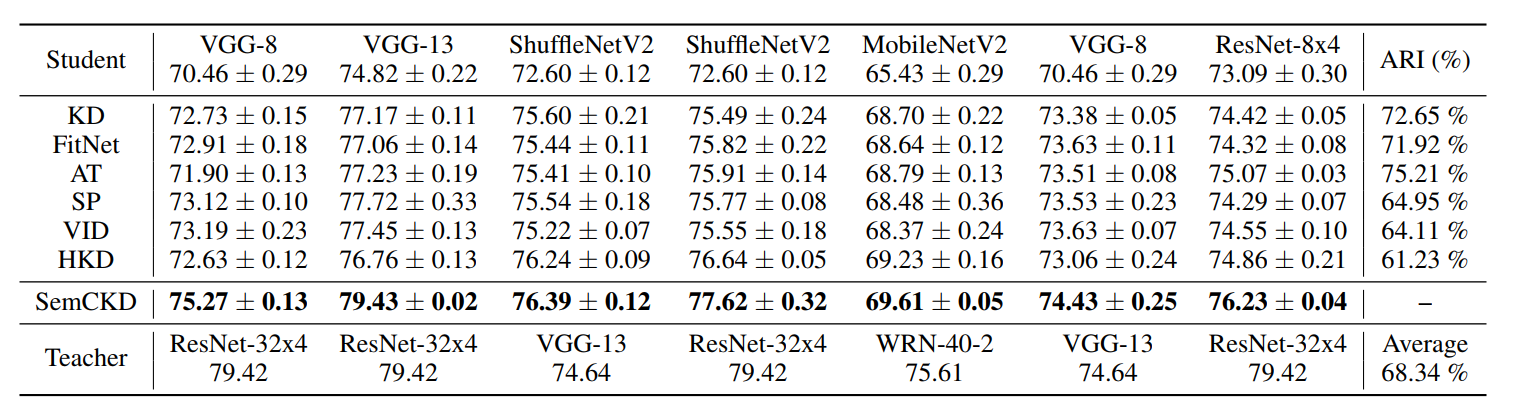 Student VGG-8 VGG-13 ShuffleNetV2 ShuffleNetV2 MobileNetV2 VGG-8 ResNet-8x4 ARI (%)
70.46 ± 0.29 74.82 ± 0.22 72.60 ± 0.12 72.60 ± 0.12 65.43 ± 0.29 70.46 ± 0.29 73.09 ± 0.30
KD 72.73 ± 0.15 77.17 ± 0.11 75.60 ± 0.21 75.49 ± 0.24 68.70 ± 0.22 73.38 ± 0.05 74.42 ± 0.05 72.65 %
FitNet 72.91 ± 0.18 77.06 ± 0.14 75.44 ± 0.11 75.82 ± 0.22 68.64 ± 0.12 73.63 ± 0.11 74.32 ± 0.08 71.92 %
AT 71.90 ± 0.13 77.23 ± 0.19 75.41 ± 0.10 75.91 ± 0.14 68.79 ± 0.13 73.51 ± 0.08 75.07 ± 0.03 75.21 %
SP 73.12 ± 0.10 77.72 ± 0.33 75.54 ± 0.18 75.77 ± 0.08 68.48 ± 0.36 73.53 ± 0.23 74.29 ± 0.07 64.95 %
VID 73.19 ± 0.23 77.45 ± 0.13 75.22 ± 0.07 75.55 ± 0.18 68.37 ± 0.24 73.63 ± 0.07 74.55 ± 0.10 64.11 %
HKD 72.63 ± 0.12 76.76 ± 0.13 76.24 ± 0.09 76.64 ± 0.05 69.23 ± 0.16 73.06 ± 0.24 74.86 ± 0.21 61.23 %
SemCKD 75.27 ± 0.13 79.43 ± 0.02 76.39 ± 0.12 77.62 ± 0.32 69.61 ± 0.05 74.43 ± 0.25 76.23 ± 0.04 –
Teacher ResNet-32x4 ResNet-32x4 VGG-13 ResNet-32x4 WRN-40-2 VGG-13 ResNet-32x4 Average
79.42 79.42 74.64 79.42 75.61 74.64 79.42 68.34 %